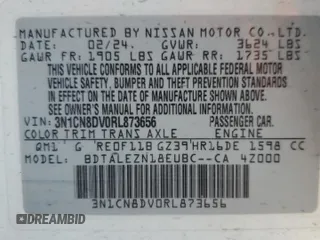 MANUFACTURED BY NISSAN MOTOR CO., LTD.
DATE: 02/24. GVWR: 3624 LBS
GAWR FR: 1905 LBS GAWR RR: 1735 LBS
THIS VEHICLE CONFORMS TO ALL APPLICABLE FEDERAL MOTOR
VEHICLE SAFETY, BUMPER AND THEFT PREVENTION STANDARDS
IN EFFECT ON THE DATE OF MANUFACTURE SHOWN ABOVE.
SEE OWNER'S MANUAL FOR ADDITIONAL INFORMATION.
VIN: 3N1CN8DV0RL873656 PASSENGER CAR.
COLOR TRIM TRANS AXLE ENGINE
QM1 G RE0F11B GZ39 HR16DE 1598 CC
MODEL: BDTALEZN18EUBC--CA 4Z000
3N1CN8DV0RL873656
DREAMBID